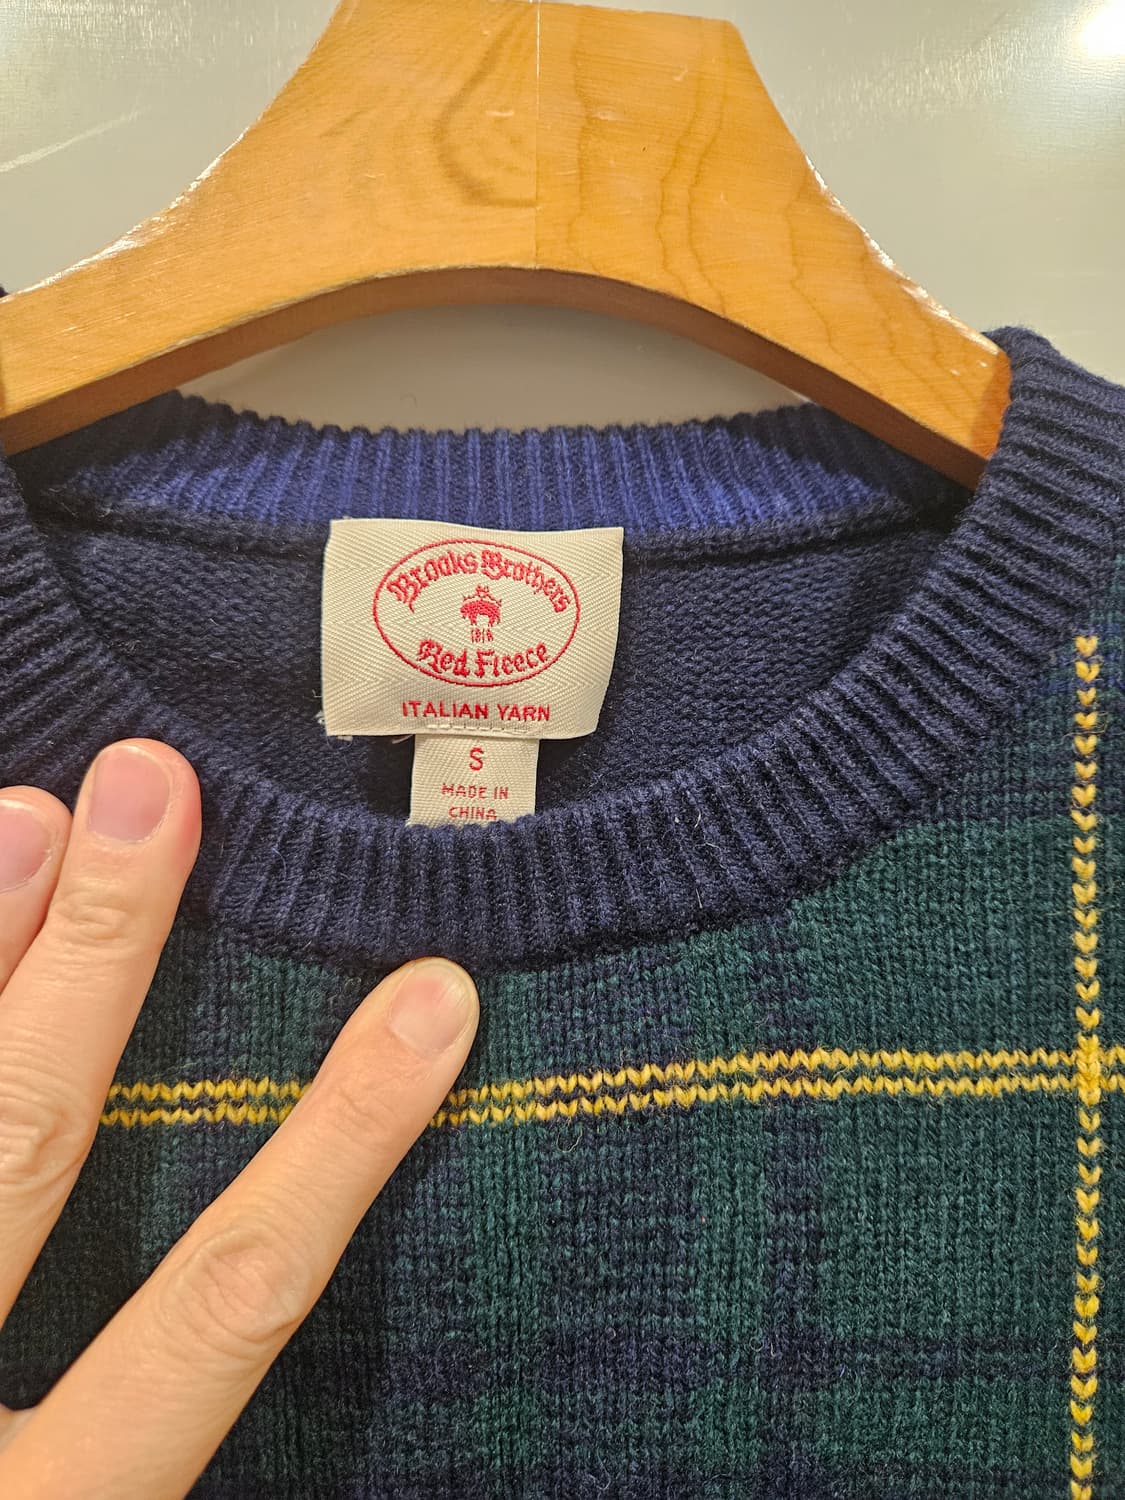 Brooks Brothers
1818
Red Fleece
ITALIAN YARN
S
MADE IN
CHINA